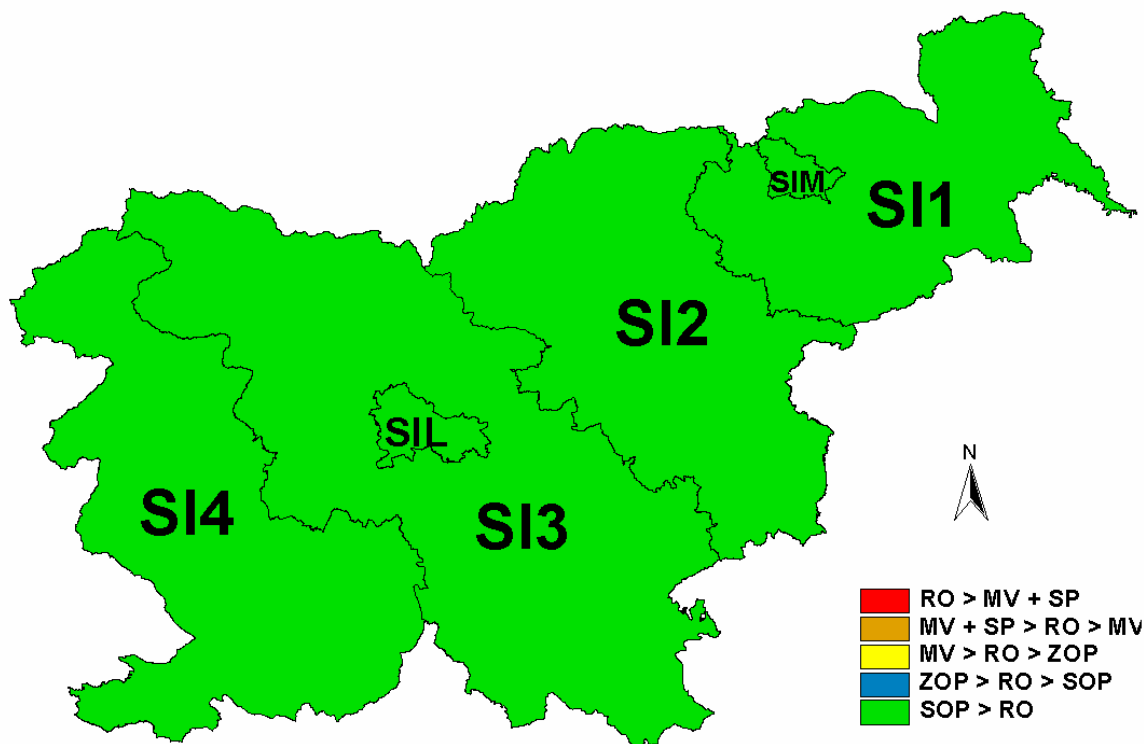 SIM
SI1
SI2
SIL
SI4
SI3
N
RO > MV + SP
MV + SP > RO > MV
MV > RO > ZOP
ZOP > RO > SOP
SOP > RO